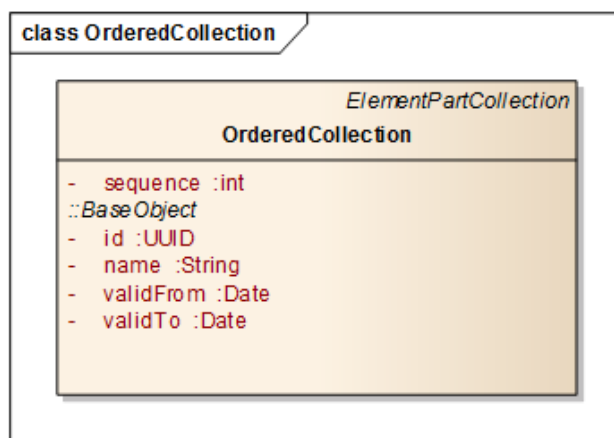 class OrderedCollection
ElementPartCollection
OrderedCollection
- sequence :int
::BaseObject
- id :UUID
- name :String
- validFrom :Date
- validTo :Date